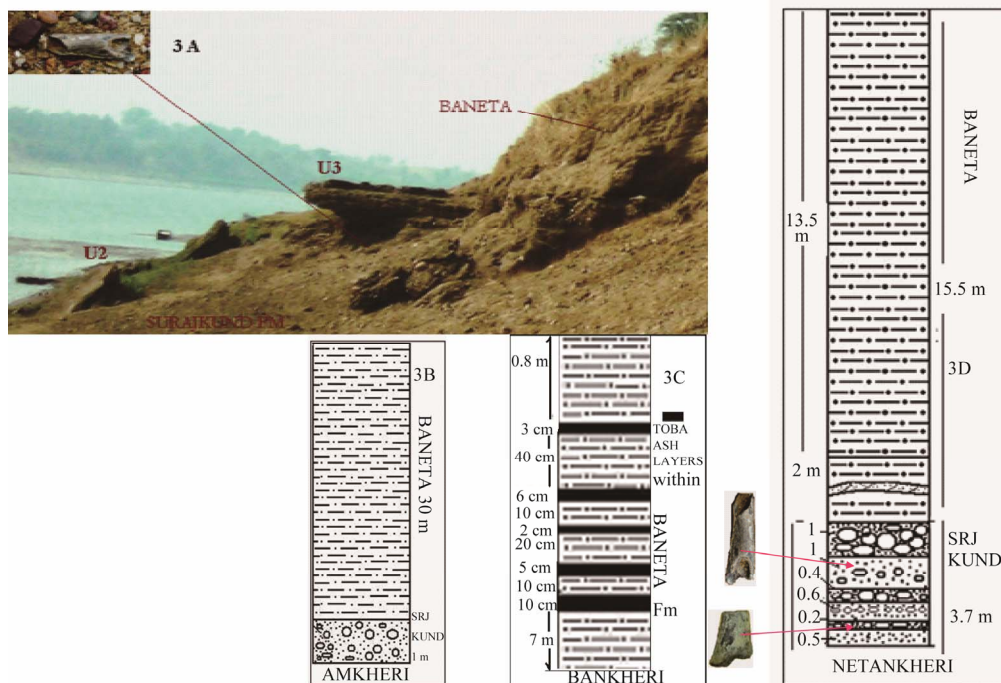 3 A
BANETA
U3
U2
SURAJKUND FM
3B
BANETA 30 m
SRJ
KUND
1 m
AMKHERI
0.8 m
3 cm
40 cm
6 cm
10 cm
2 cm
20 cm
5 cm
10 cm
10 cm
7 m
3C
TOBA
ASH
LAYERS
within
BANETA
Fm
BANKHERI
BANETA
13.5
m
15.5 m
3D
2 m
1
1
0.4
0.6
0.2
0.5
SRJ
KUND
3.7 m
NETANKHERI